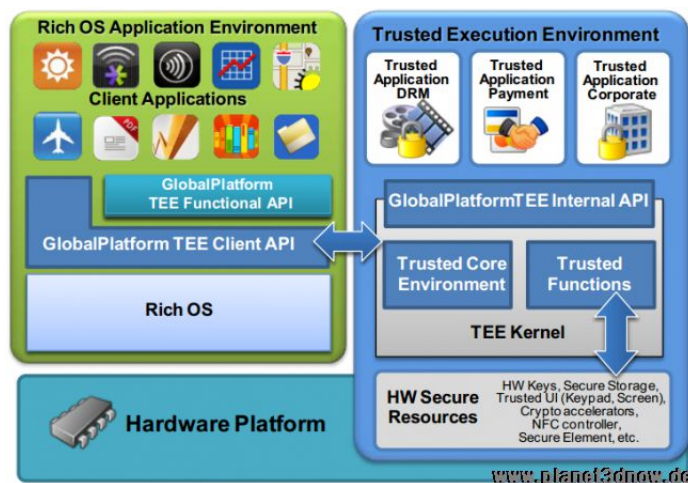 Rich OS Application Environment
Client Applications
PDF
GlobalPlatform
TEE Functional API
GlobalPlatform TEE Client API
Rich OS
Trusted Execution Environment
Trusted
Application
DRM
Trusted
Application
Payment
Trusted
Application
Corporate
GlobalPlatformTEE Internal API
Trusted Core
Environment
Trusted
Functions
TEE Kernel
HW Secure
Resources
HW Keys, Secure Storage,
Trusted UI (Keypad, Screen),
Crypto accelerators,
NFC controller,
Secure Element, etc.
Hardware Platform
www.planet3dnow.de